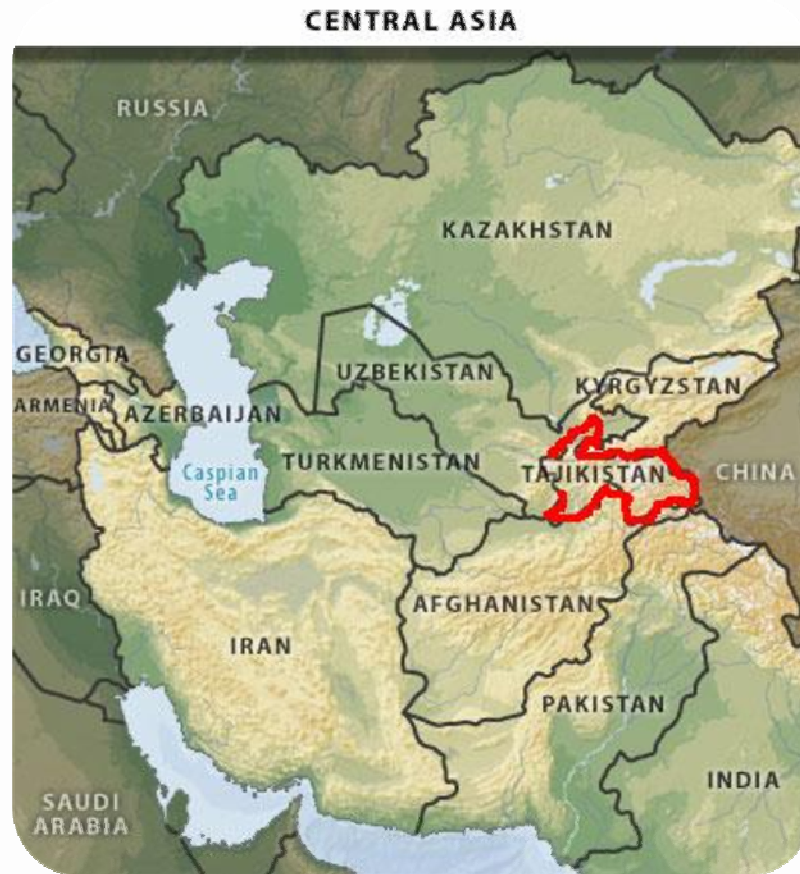 CENTRAL ASIA
RUSSIA
KAZAKHSTAN
GEORGIA
UZBEKISTAN
KYRGYZSTAN
ARMENIA
AZERBAIJAN
TURKMENISTAN
TAJIKISTAN
CHINA
Caspian
Sea
IRAQ
AFGHANISTAN
IRAN
PAKISTAN
INDIA
SAUDI
ARABIA